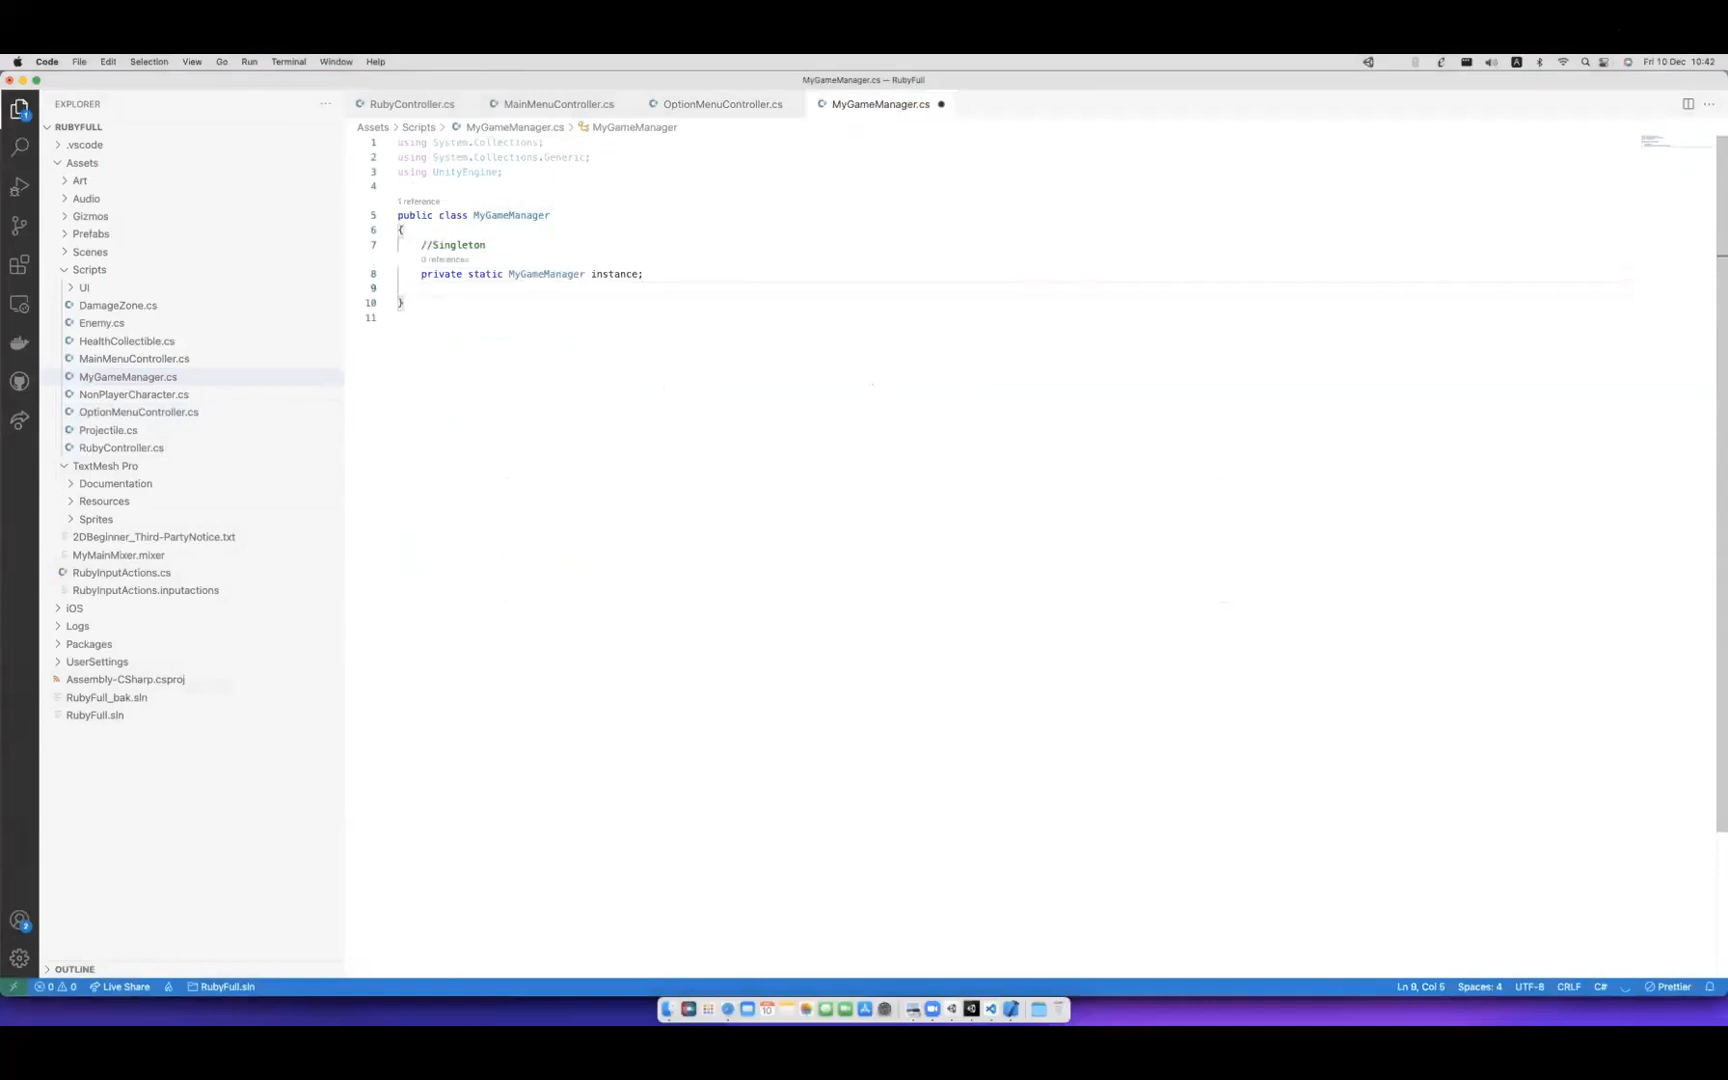 Code File Edit Selection View Go Run Terminal Window Help
A
Fri 10 Dec 10:42
MyGameManager.cs — RubyFull
EXPLORER
RubyController.cs MainMenuController.cs OptionMenuController.cs MyGameManager.cs
RUBYFULL
Assets > Scripts > MyGameManager.cs > MyGameManager
.vscode
Assets
Art
Audio
Gizmos
Prefabs
Scenes
Scripts
UI
DamageZone.cs
Enemy.cs
HealthCollectible.cs
MainMenuController.cs
MyGameManager.cs
NonPlayerCharacter.cs
OptionMenuController.cs
Projectile.cs
RubyController.cs
TextMesh Pro
Documentation
Resources
Sprites
2DBeginner_Third-PartyNotice.txt
MyMainMixer.mixer
RubyInputActions.cs
RubyInputActions.inputactions
iOS
Logs
Packages
UserSettings
Assembly-CSharp.csproj
RubyFull_bak.sln
RubyFull.sln
OUTLINE
1 using System.Collections;
2 using System.Collections.Generic;
3 using UnityEngine;
4
1 reference
5 public class MyGameManager
6 {
7 //Singleton
0 references
8 private static MyGameManager instance;
9
10 }
11
1
2
0 0 Live Share RubyFull.sln
Ln 9, Col 5 Spaces: 4 UTF-8 CRLF C# Prettier
10